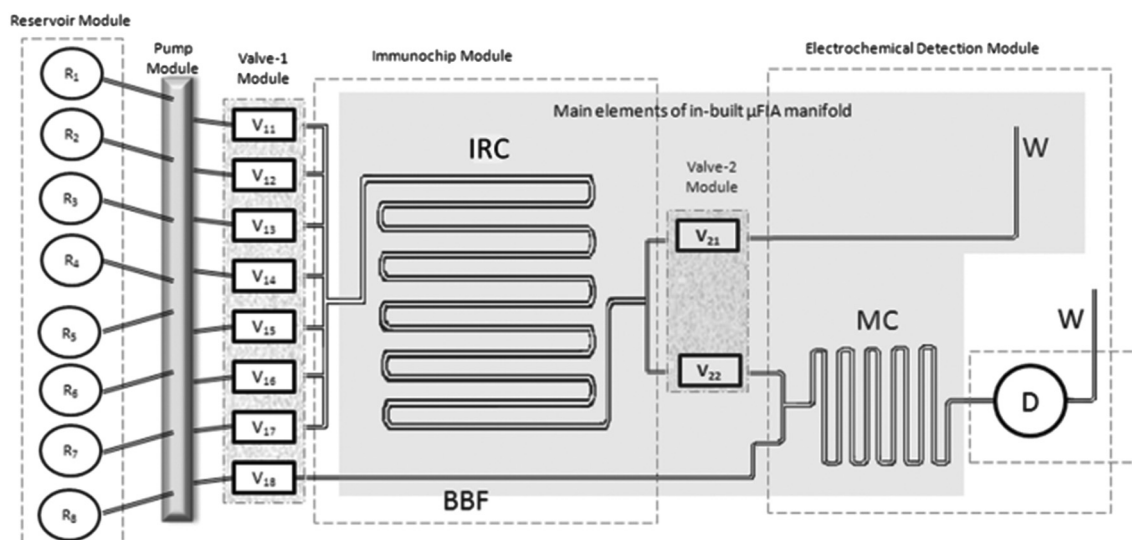 Reservoir Module
Pump
Module
Valve-1
Module
Immunochip Module
Electrochemical Detection Module
Main elements of in-built µFIA manifold
R1
R2
R3
R4
R5
R6
R7
R8
V11
V12
V13
V14
V15
V16
V17
V18
IRC
BBF
Valve-2
Module
V21
V22
W
MC
W
D